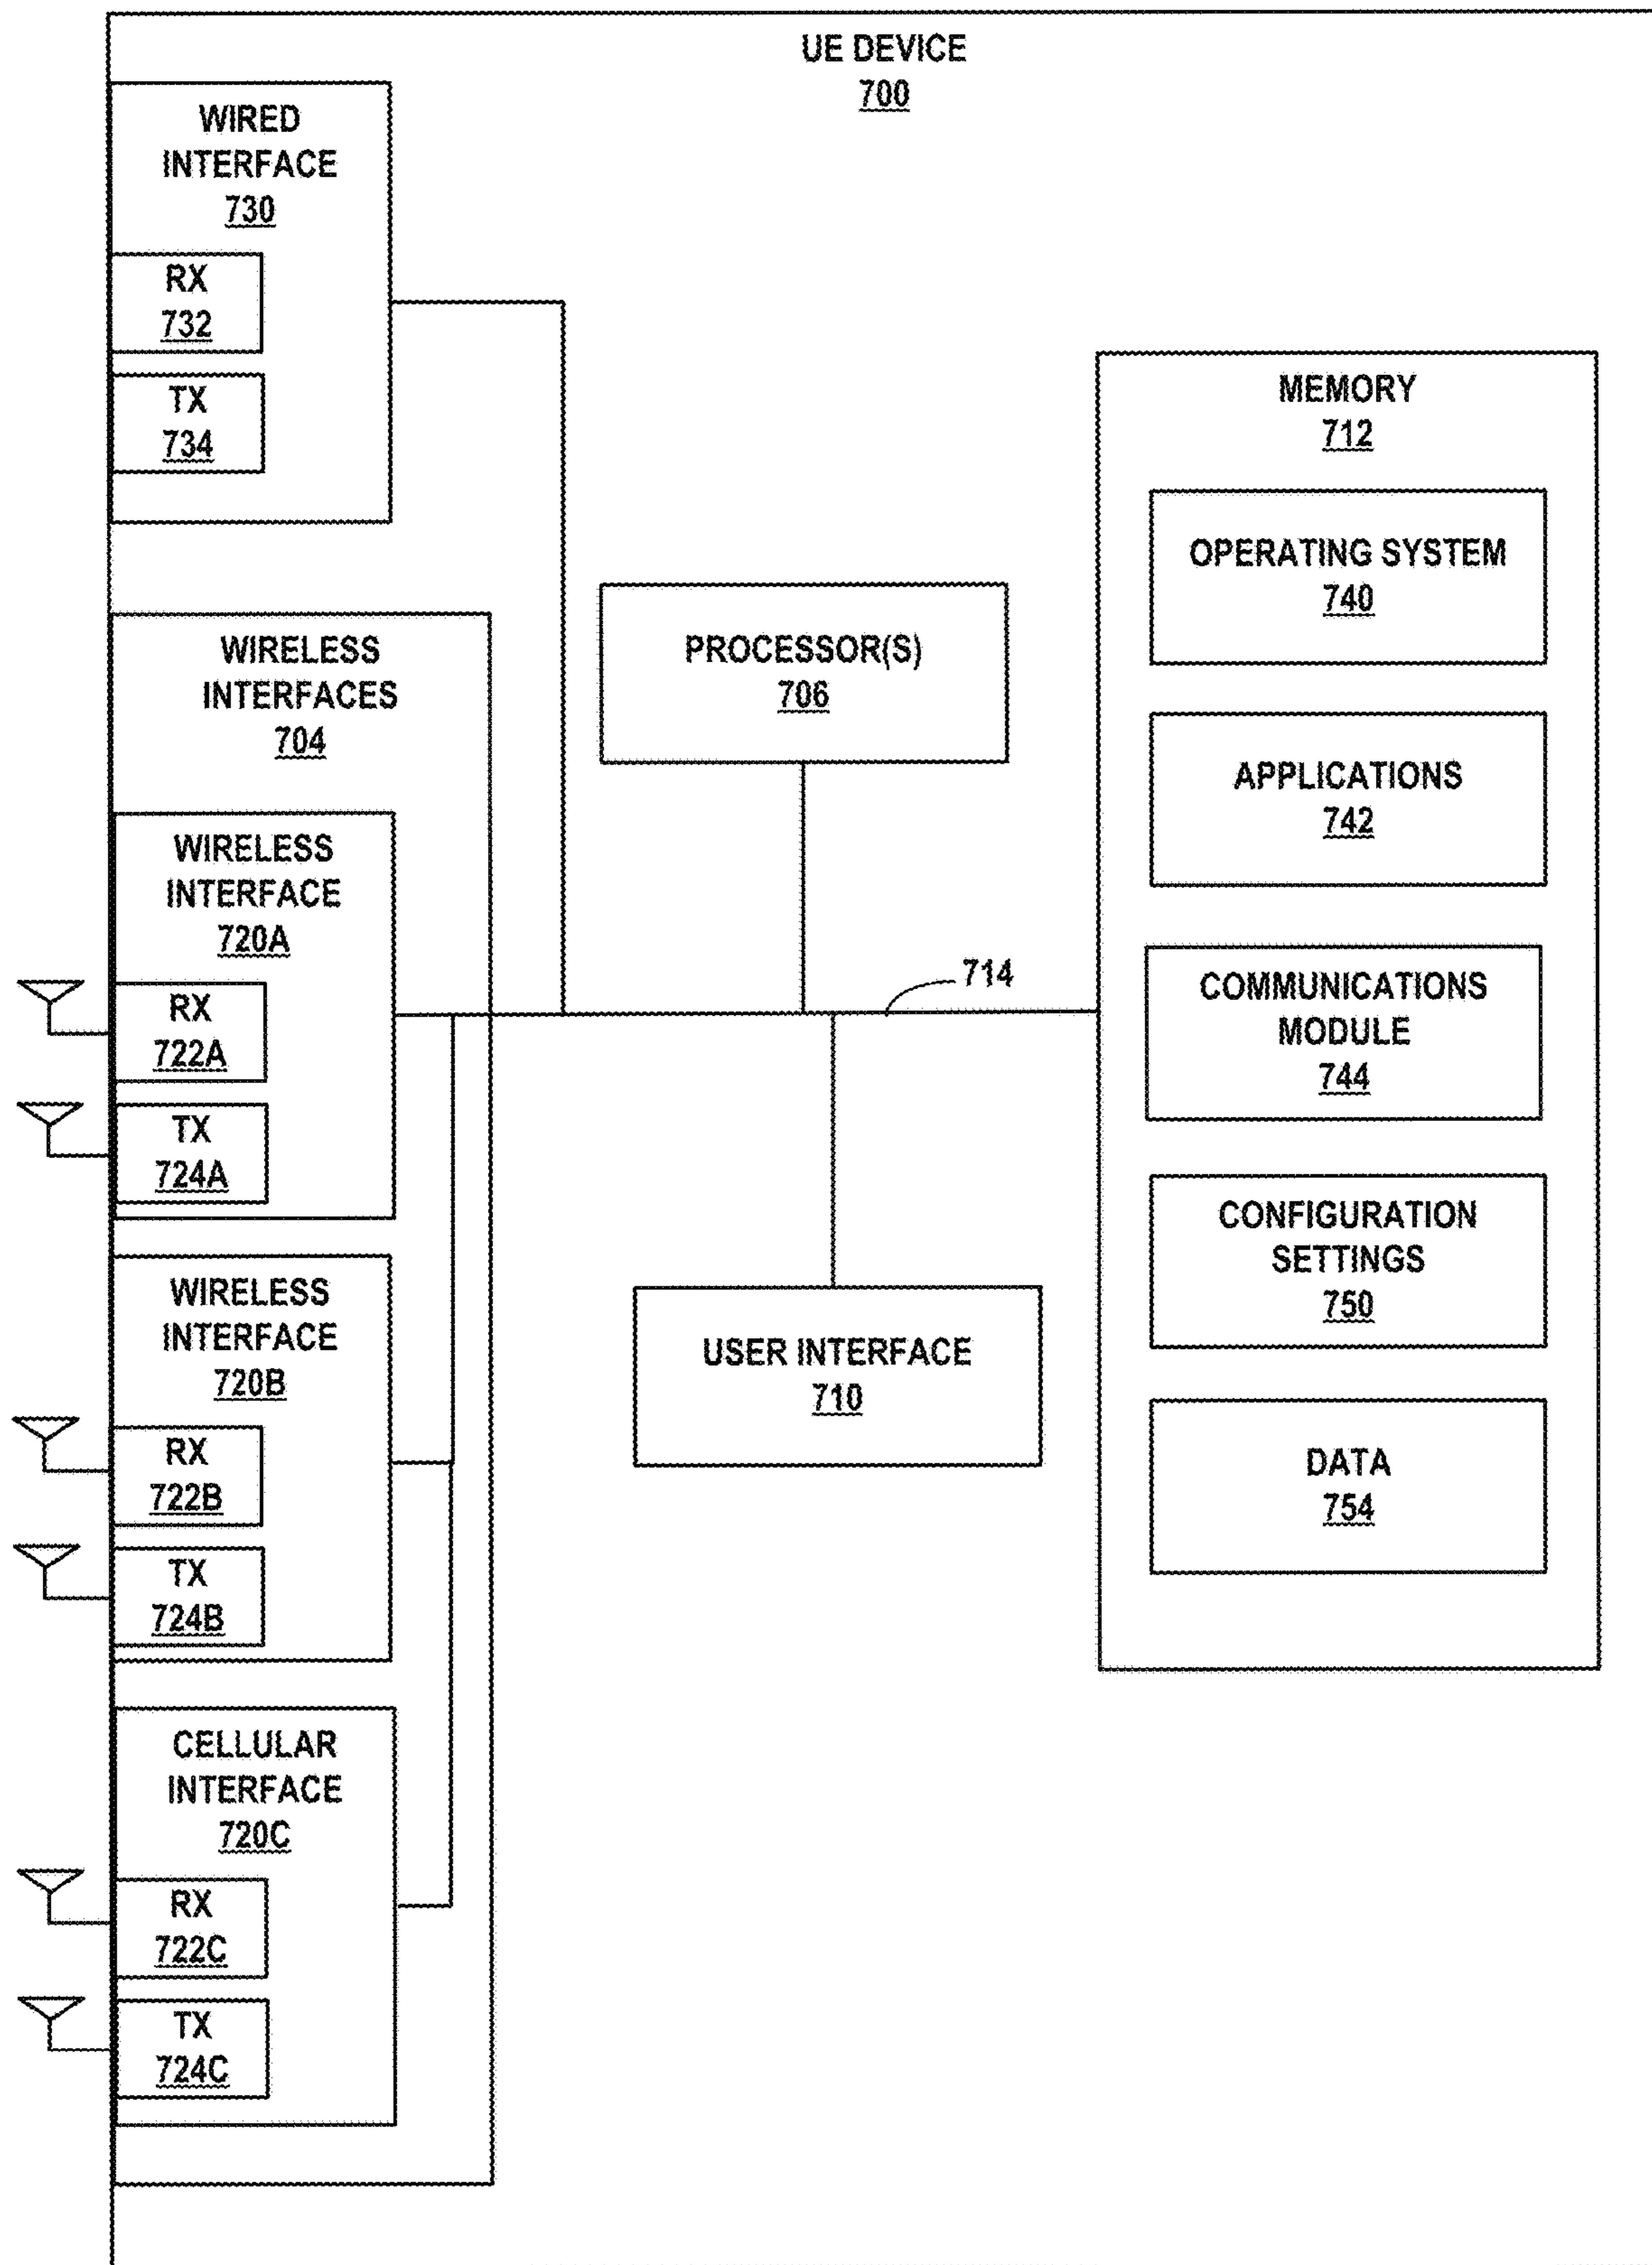 UE DEVICE
700
WIRED
INTERFACE
730
RX
732
TX
734
WIRELESS
INTERFACES
704
WIRELESS
INTERFACE
720A
RX
722A
TX
724A
WIRELESS
INTERFACE
720B
RX
722B
TX
724B
CELLULAR
INTERFACE
720C
RX
722C
TX
724C
PROCESSOR(S)
706
714
USER INTERFACE
710
MEMORY
712
OPERATING SYSTEM
740
APPLICATIONS
742
COMMUNICATIONS
MODULE
744
CONFIGURATION
SETTINGS
750
DATA
754